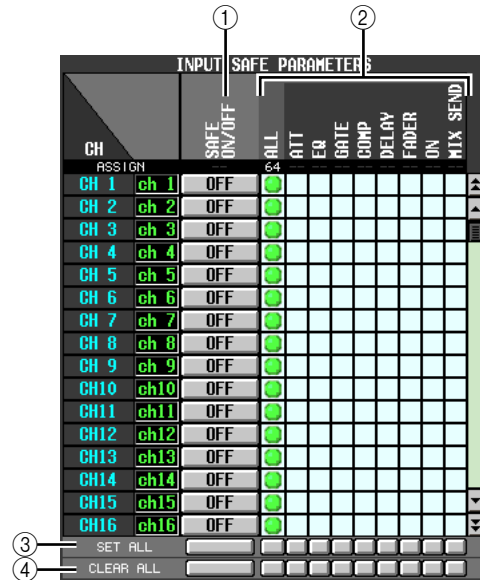 ① ②
INPUT SAFE PARAMETERS
CH SAFE ON/OFF ALL ATT EQ GATE COMP DELAY FADER ON MIX SEND
ASSIGN -- 64 -- -- -- -- -- -- -- --
CH 1 ch 1 OFF
CH 2 ch 2 OFF
CH 3 ch 3 OFF
CH 4 ch 4 OFF
CH 5 ch 5 OFF
CH 6 ch 6 OFF
CH 7 ch 7 OFF
CH 8 ch 8 OFF
CH 9 ch 9 OFF
CH10 ch10 OFF
CH11 ch11 OFF
CH12 ch12 OFF
CH13 ch13 OFF
CH14 ch14 OFF
CH15 ch15 OFF
CH16 ch16 OFF
③ SET ALL
④ CLEAR ALL